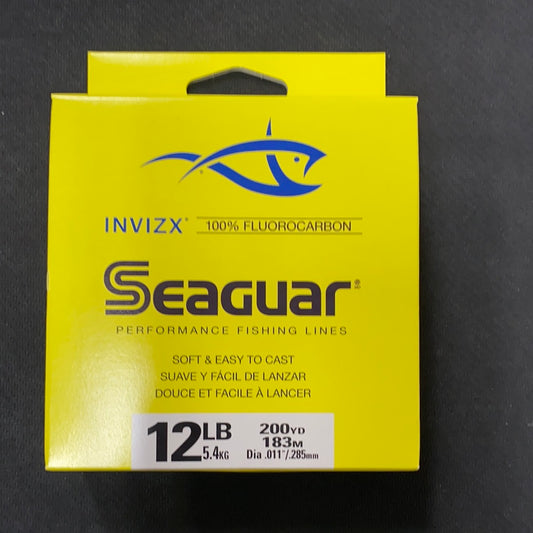 INVIZX® 100% FLUOROCARBON
Seaguar®
PERFORMANCE FISHING LINES
SOFT & EASY TO CAST
SUAVE Y FÁCIL DE LANZAR
DOUCE ET FACILE À LANCER
12LB 200YD
5.4KG 183M
Dia .011"/.285mm